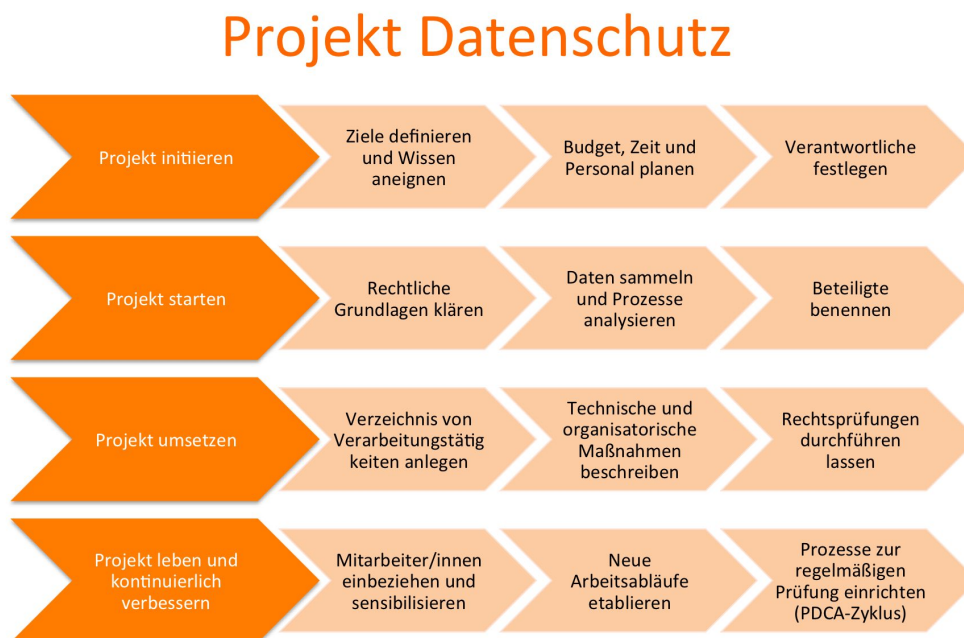 Projekt Datenschutz
Projekt initiieren
Ziele definieren
und Wissen
aneignen
Budget, Zeit und
Personal planen
Verantwortliche
festlegen
Projekt starten
Rechtliche
Grundlagen klären
Daten sammeln
und Prozesse
analysieren
Beteiligte
benennen
Projekt umsetzen
Verzeichnis von
Verarbeitungstätig
keiten anlegen
Technische und
organisatorische
Maßnahmen
beschreiben
Rechtsprüfungen
durchführen
lassen
Projekt leben und
kontinuierlich
verbessern
Mitarbeiter/innen
einbeziehen und
sensibilisieren
Neue
Arbeitsabläufe
etablieren
Prozesse zur
regelmäßigen
Prüfung einrichten
(PDCA-Zyklus)